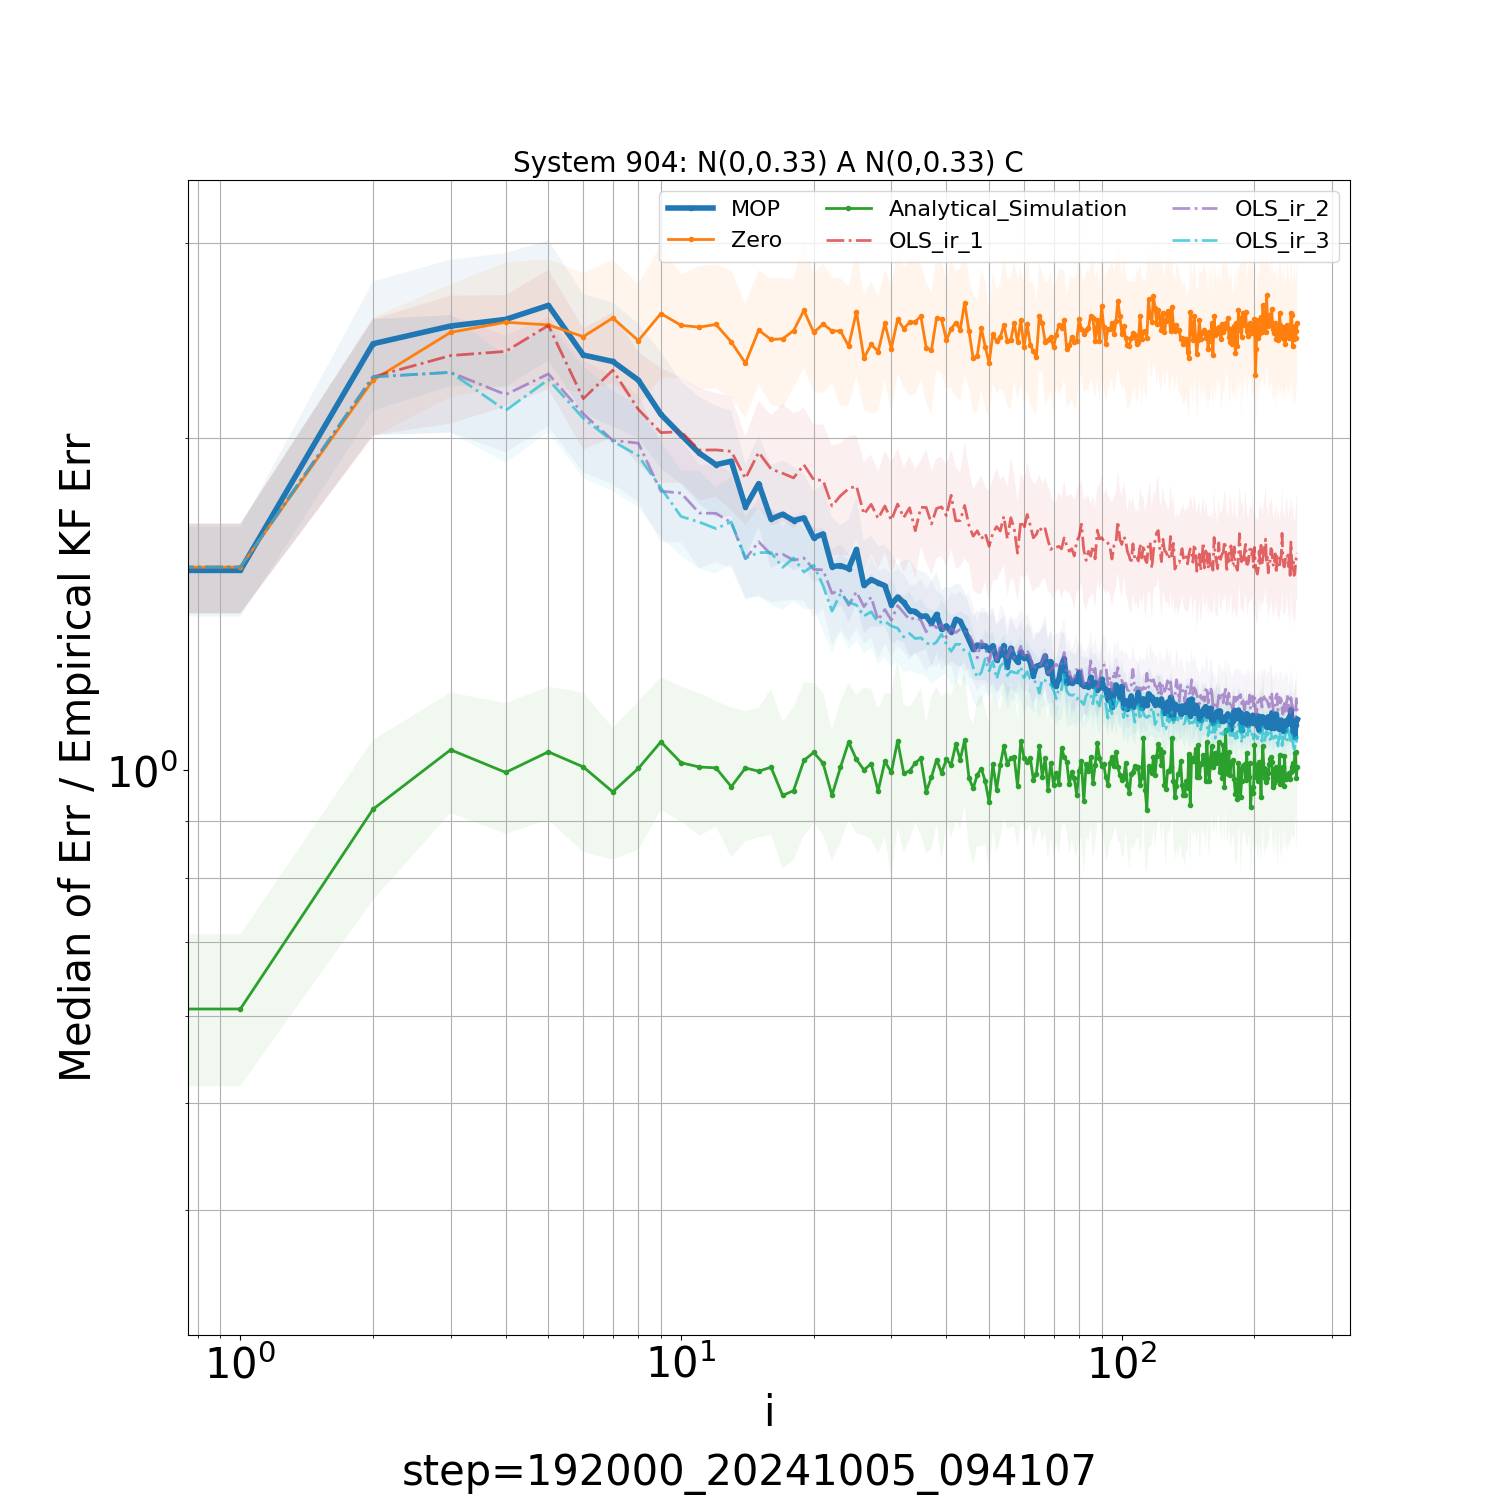 System 904: N(0,0.33) A N(0,0.33) C
MOP
Zero
Analytical_Simulation
OLS_ir_1
OLS_ir_2
OLS_ir_3
Median of Err / Empirical KF Err
10⁰
10⁰ 10¹ 10²
i
step=192000_20241005_094107